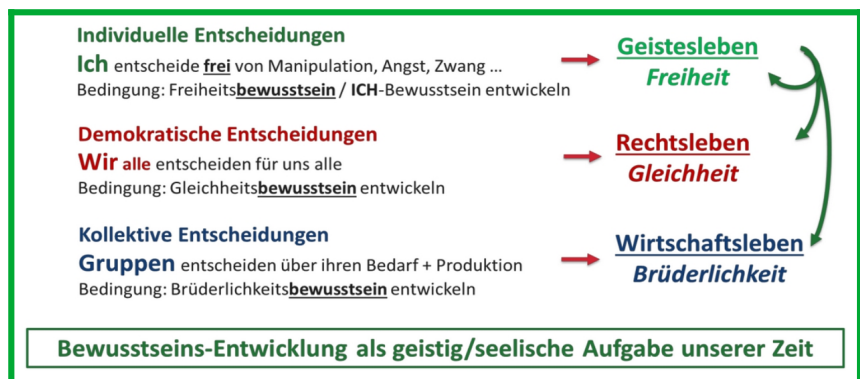 Individuelle Entscheidungen
Ich entscheide frei von Manipulation, Angst, Zwang ...
Bedingung: Freiheitsbewusstsein / ICH-Bewusstsein entwickeln
Geistesleben
Freiheit
Demokratische Entscheidungen
Wir alle entscheiden für uns alle
Bedingung: Gleichheitsbewusstsein entwickeln
Rechtsleben
Gleichheit
Kollektive Entscheidungen
Gruppen entscheiden über ihren Bedarf + Produktion
Bedingung: Brüderlichkeitsbewusstsein entwickeln
Wirtschaftsleben
Brüderlichkeit
Bewusstseins-Entwicklung als geistig/seelische Aufgabe unserer Zeit